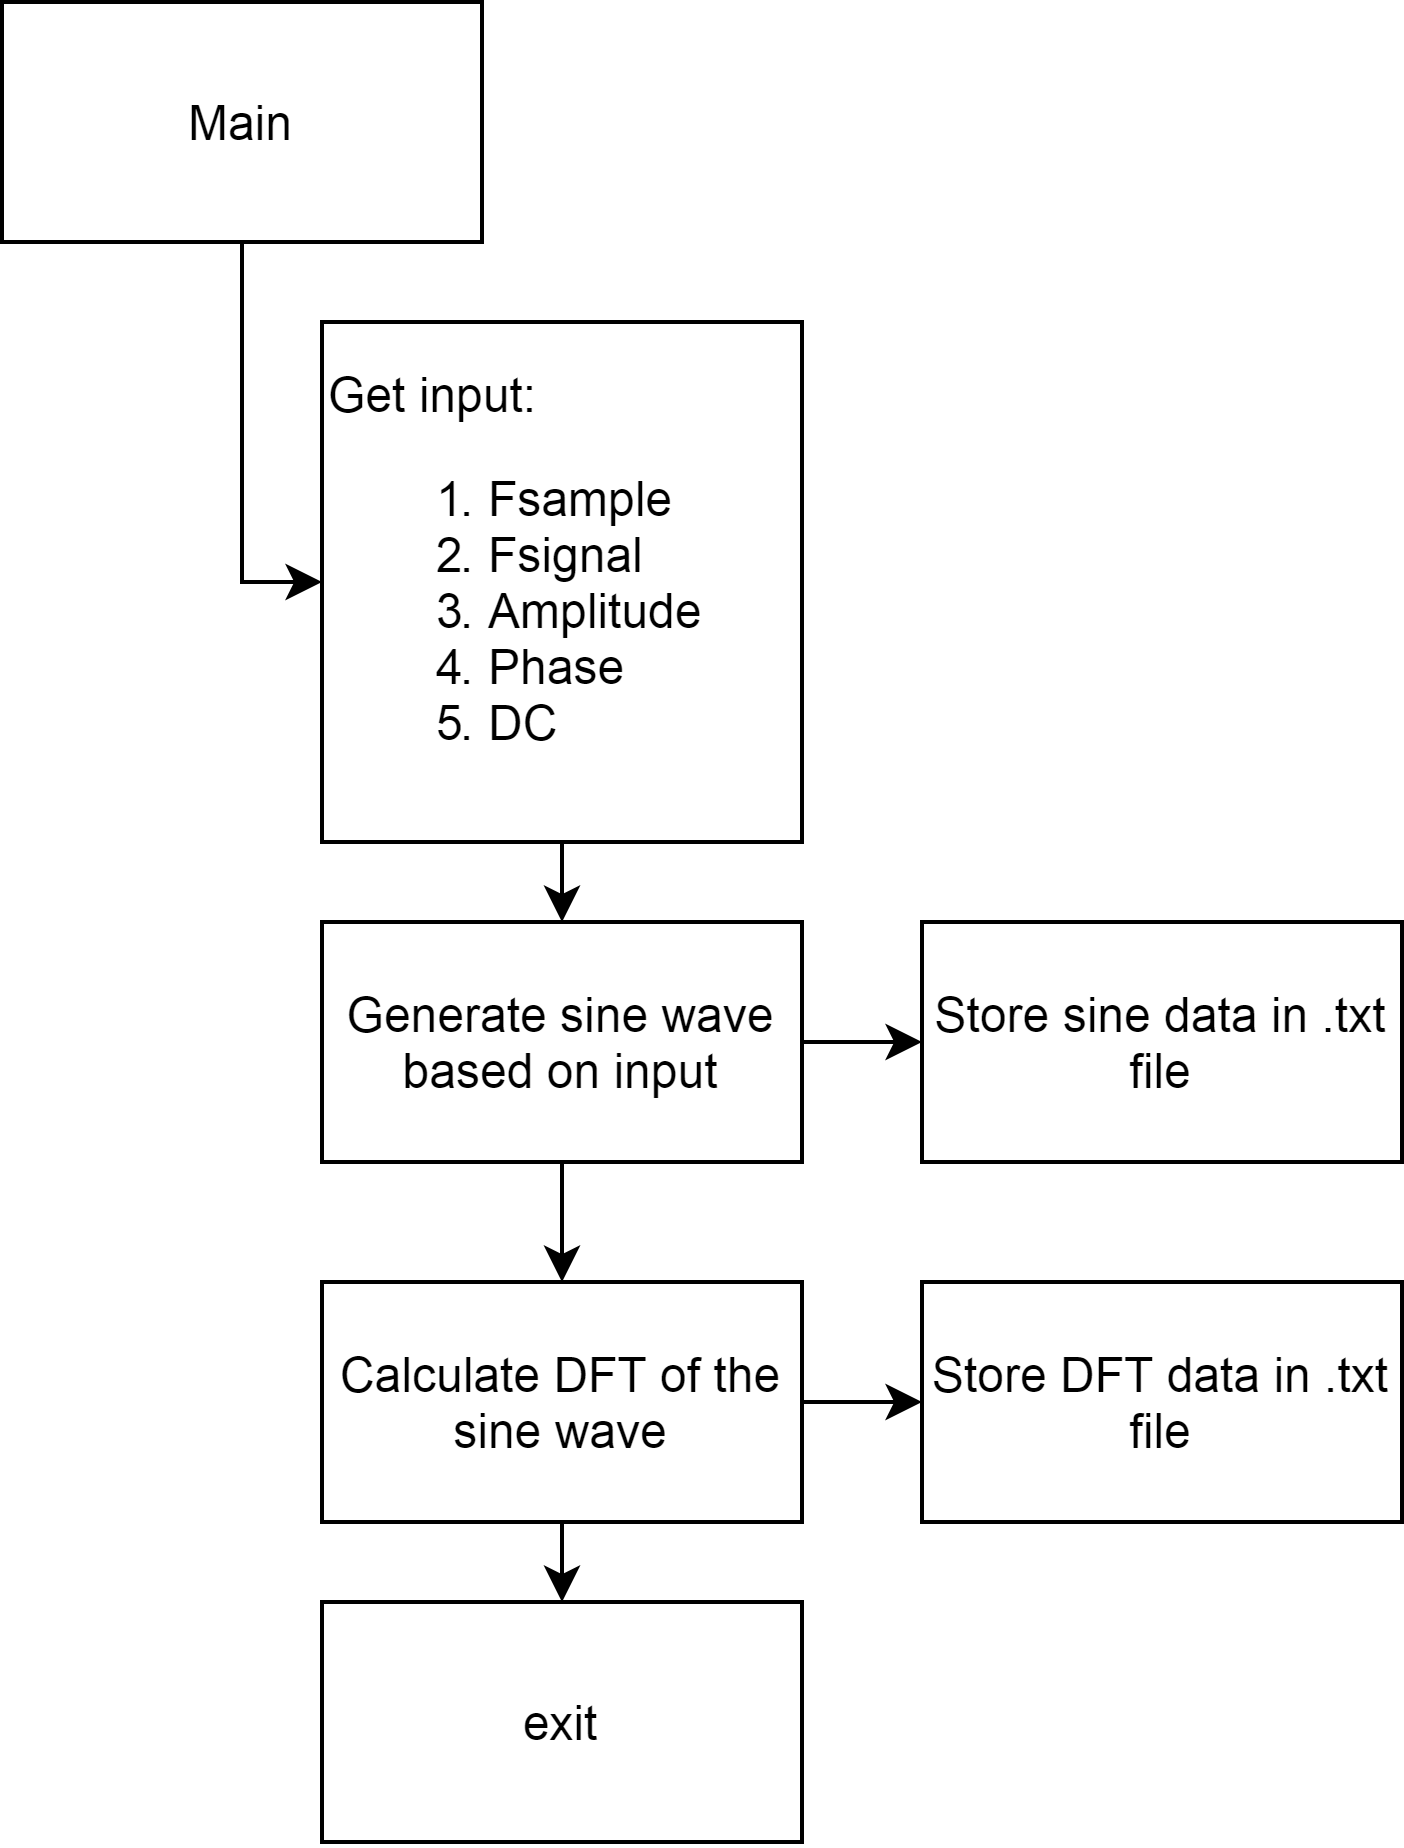 Main
Get input:
1. Fsample
2. Fsignal
3. Amplitude
4. Phase
5. DC
Generate sine wave
based on input
Store sine data in .txt
file
Calculate DFT of the
sine wave
Store DFT data in .txt
file
exit